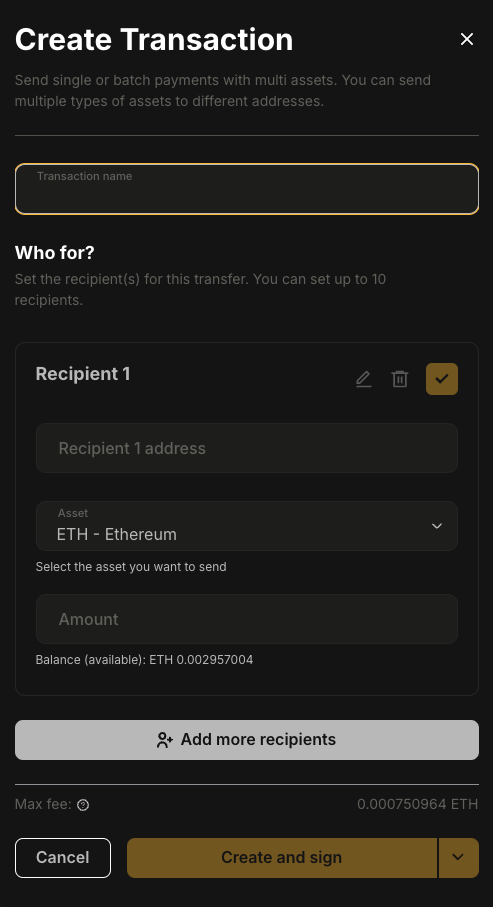 Create Transaction
Send single or batch payments with multi assets. You can send
multiple types of assets to different addresses.
Transaction name
Who for?
Set the recipient(s) for this transfer. You can set up to 10
recipients.
Recipient 1
Recipient 1 address
Asset
ETH - Ethereum
Select the asset you want to send
Amount
Balance (available): ETH 0.002957004
Add more recipients
Max fee: ?
0.000750964 ETH
Cancel
Create and sign